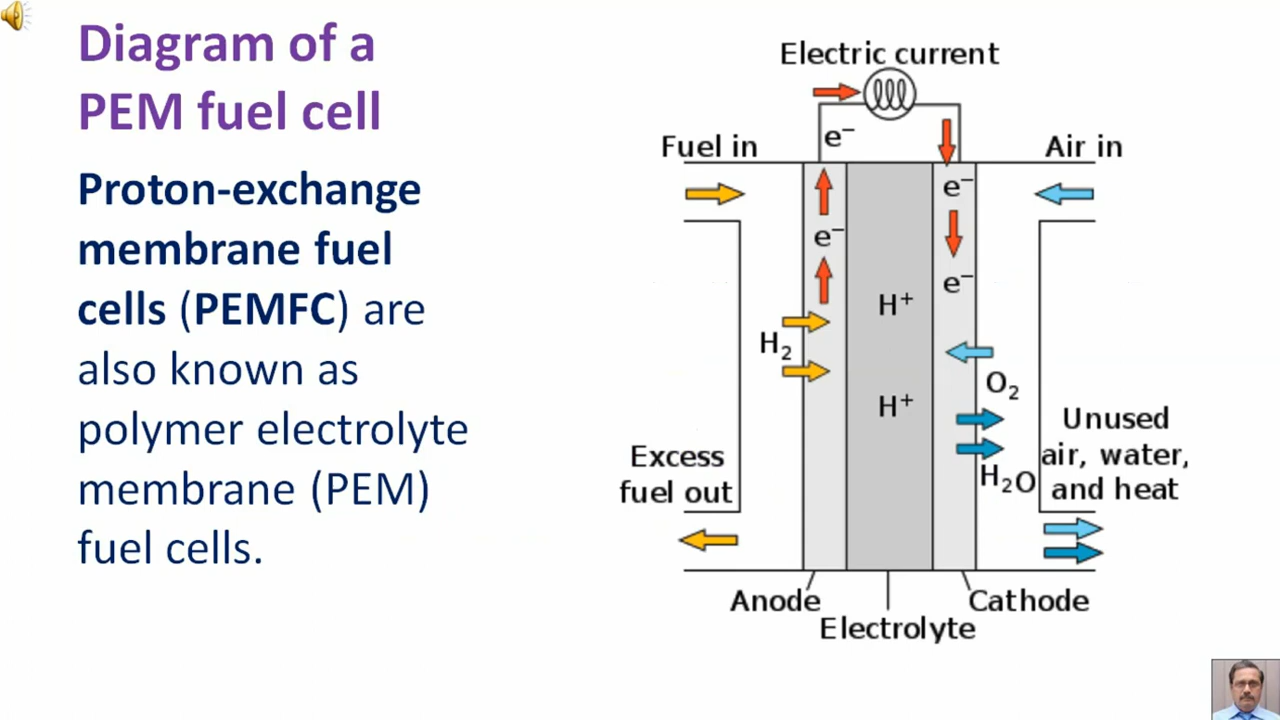 Diagram of a
PEM fuel cell
Proton-exchange
membrane fuel
cells (PEMFC) are
also known as
polymer electrolyte
membrane (PEM)
fuel cells.
Electric current
e⁻
Fuel in
Air in
e⁻
e⁻
e⁻
H⁺
H₂
O₂
H⁺
Excess
fuel out
H₂O
Unused
air, water,
and heat
Anode
Cathode
Electrolyte